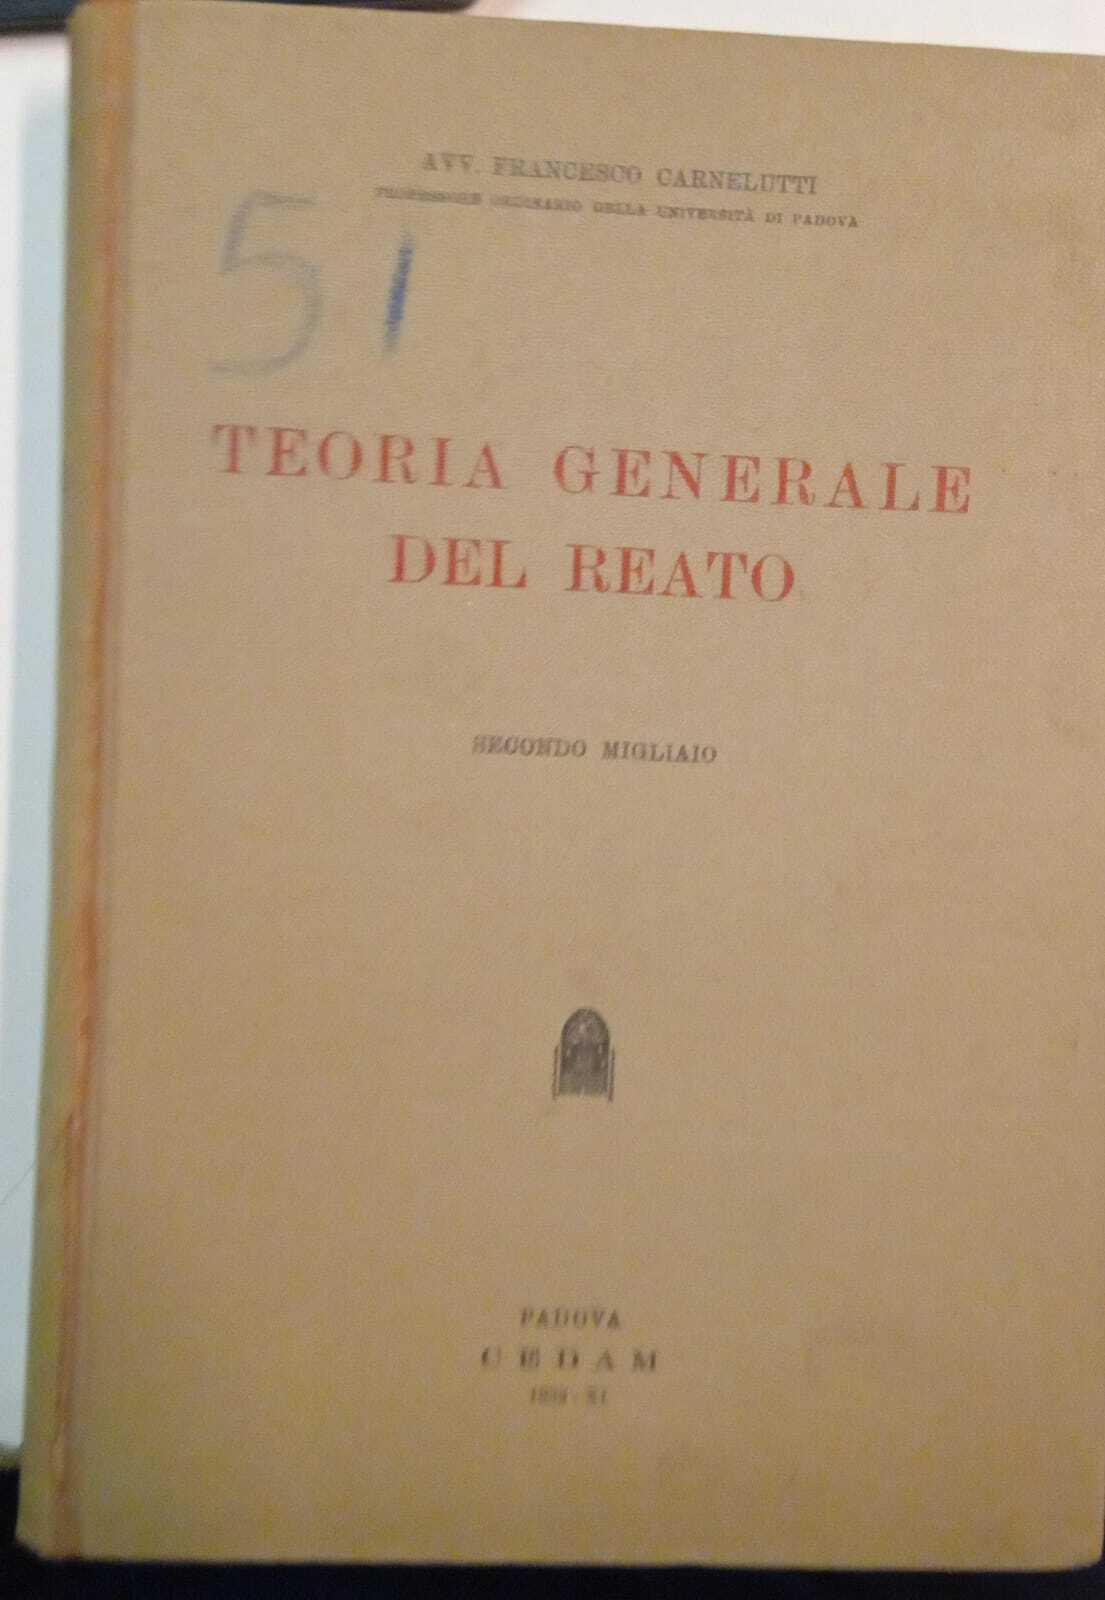 AVV. FRANCESCO CARNELUTTI
PROFESSORE ORDINARIO DELLA UNIVERSITÀ DI PADOVA
51
TEORIA GENERALE
DEL REATO
SECONDO MIGLIAIO
PADOVA
CEDAM